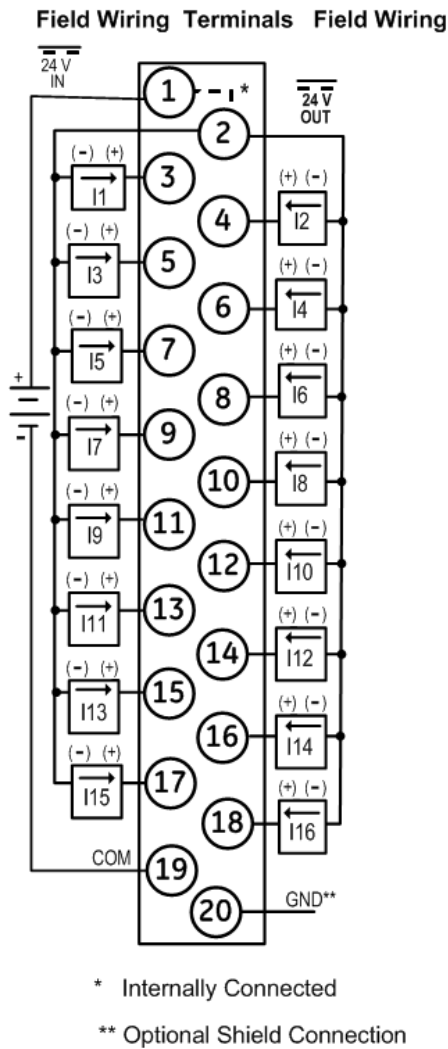 Field Wiring Terminals Field Wiring
24 V
IN
24 V
OUT
1
*
2
(-) (+)
I1
3
(+) (-)
I2
4
(-) (+)
I3
5
(+) (-)
I4
6
(-) (+)
I5
7
(+) (-)
I6
8
+
-
(-) (+)
I7
9
(+) (-)
I8
10
(-) (+)
I9
11
(+) (-)
I10
12
(-) (+)
I11
13
(+) (-)
I12
14
(-) (+)
I13
15
(+) (-)
I14
16
(-) (+)
I15
17
(+) (-)
I16
18
COM
19
20
GND**
* Internally Connected
** Optional Shield Connection